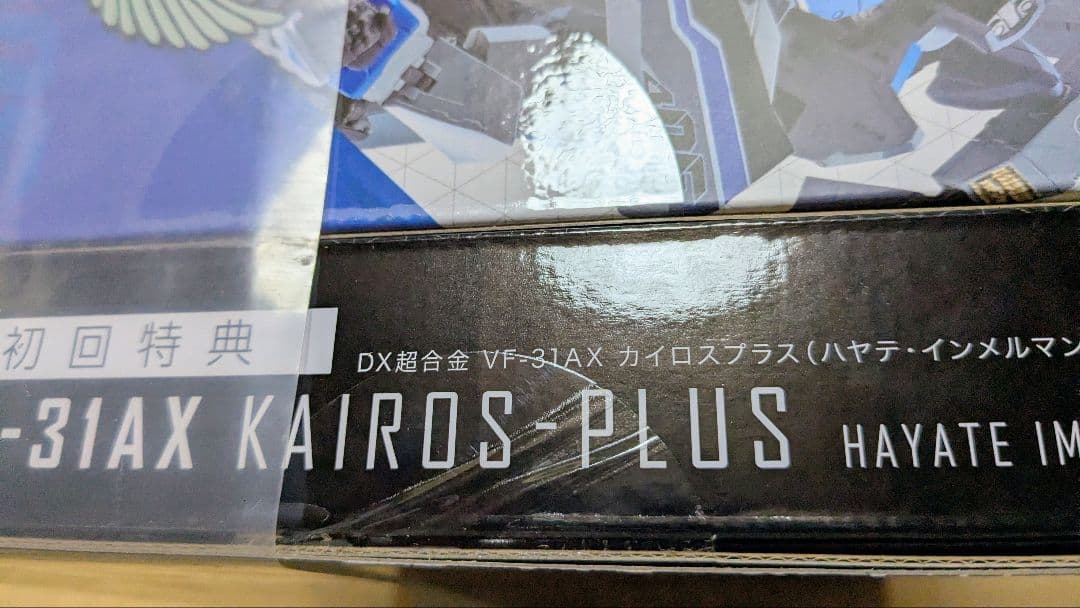 初回特典
DX超合金 VF-31AX カイロスプラス(ハヤテ・インメルマン
-31AX KAIROS-PLUS HAYATE IM